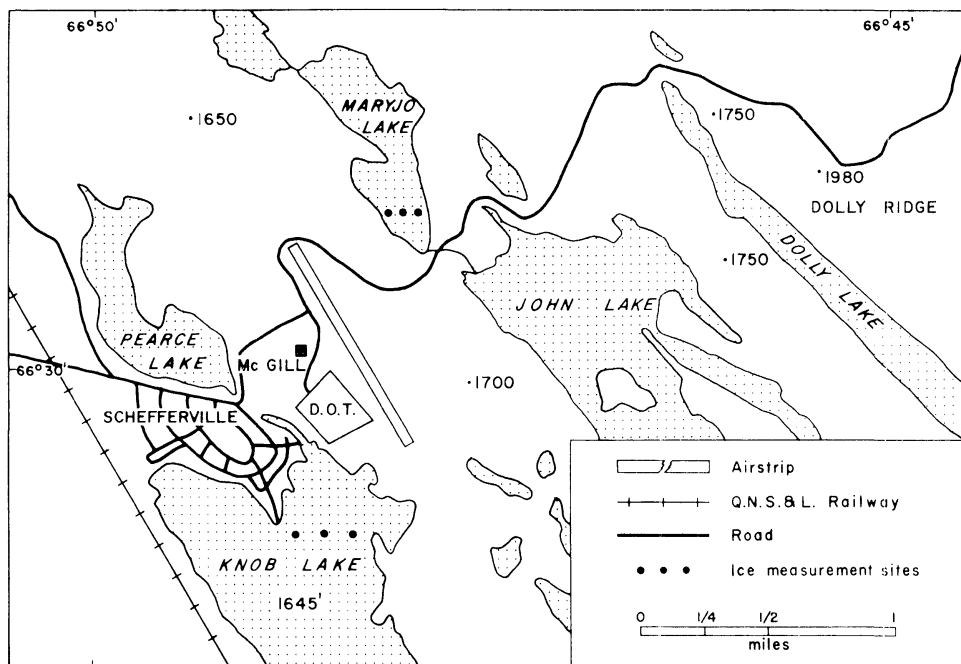 66°50'
66°45'
MARYJO
LAKE
1650
1750
1980
DOLLY RIDGE
1750
DOLLY
LAKE
JOHN LAKE
PEARCE
LAKE
Mc GILL
66°30'
1700
D.O.T.
SCHEFFERVILLE
KNOB LAKE
1645'
Airstrip
Q.N.S.& L. Railway
Road
Ice measurement sites
0 1/4 1/2 1
miles